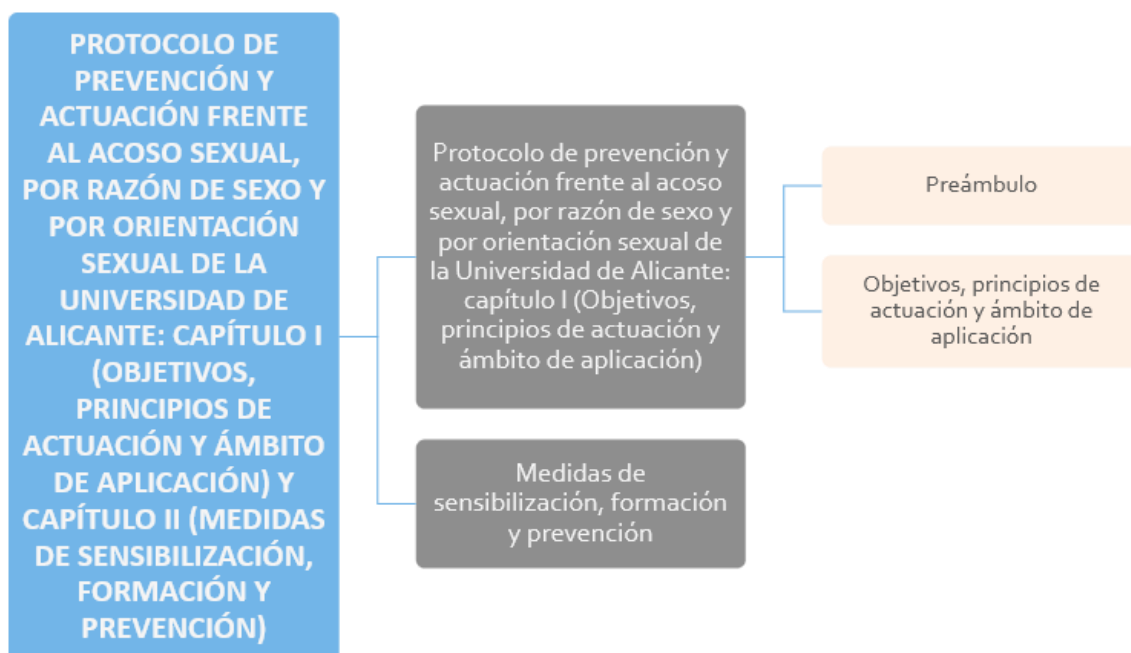 PROTOCOLO DE
PREVENCIÓN Y
ACTUACIÓN FRENTE
AL ACOSO SEXUAL,
POR RAZÓN DE SEXO Y
POR ORIENTACIÓN
SEXUAL DE LA
UNIVERSIDAD DE
ALICANTE: CAPÍTULO I
(OBJETIVOS,
PRINCIPIOS DE
ACTUACIÓN Y ÁMBITO
DE APLICACIÓN) Y
CAPÍTULO II (MEDIDAS
DE SENSIBILIZACIÓN,
FORMACIÓN Y
PREVENCIÓN)
Protocolo de prevención y
actuación frente al acoso
sexual, por razón de sexo y
por orientación sexual de
la Universidad de Alicante:
capítulo I (Objetivos,
principios de actuación y
ámbito de aplicación)
Preámbulo
Objetivos, principios de
actuación y ámbito de
aplicación
Medidas de
sensibilización, formación
y prevención